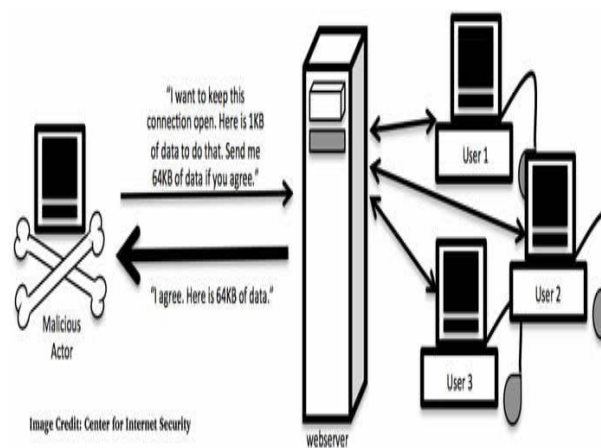 "I want to keep this
connection open. Here is 1KB
of data to do that. Send me
64KB of data if you agree."
"I agree. Here is 64KB of data."
Malicious
Actor
User 1
User 2
User 3
webserver
Image Credit: Center for Internet Security